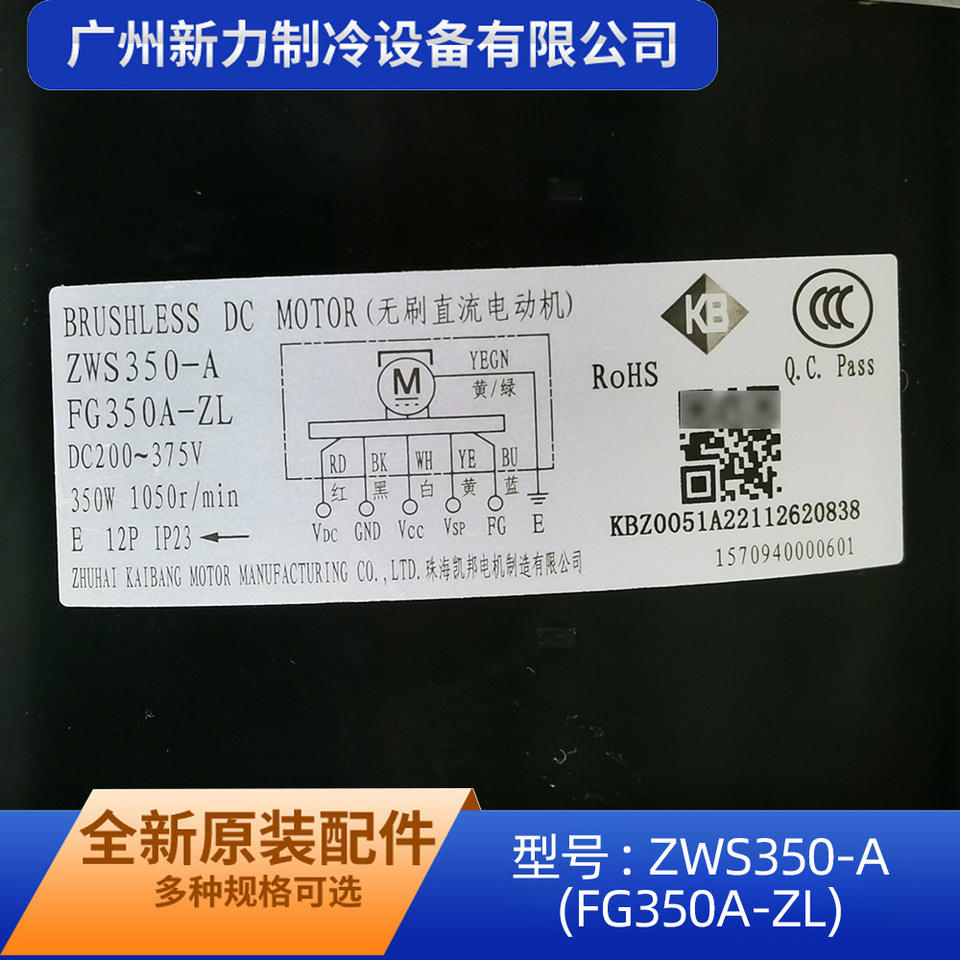 广州新力制冷设备有限公司
BRUSHLESS DC MOTOR(无刷直流电动机)
ZWS350-A
FG350A-ZL
DC200~375V
350W 1050r/min
E 12P IP23
ZHUHAI KAIBANG MOTOR MANUFACTURING CO.,LTD.珠海凯邦电机制造有限公司
M
YEGN
黄/绿
RD BK WH YE BU
红 黑 白 黄 蓝
VDC GND VCC VSP FG E
KB
CCC
RoHS
Q.C. Pass
KBZ0051A22112620838
1570940000601
全新原装配件
多种规格可选
型号:ZWS350-A
(FG350A-ZL)